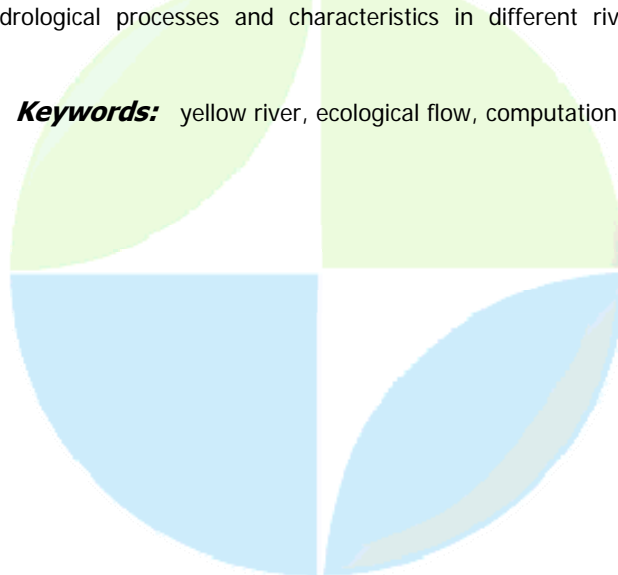 drological processes and characteristics in different riv
Keywords: yellow river, ecological flow, computation